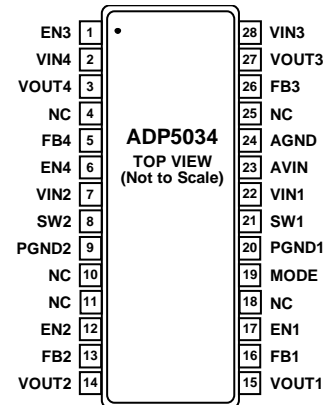 EN3 1 28 VIN3
VIN4 2 27 VOUT3
VOUT4 3 26 FB3
NC 4 25 NC
FB4 5 ADP5034 24 AGND
EN4 6 TOP VIEW 23 AVIN
VIN2 7 (Not to Scale) 22 VIN1
SW2 8 21 SW1
PGND2 9 20 PGND1
NC 10 19 MODE
NC 11 18 NC
EN2 12 17 EN1
FB2 13 16 FB1
VOUT2 14 15 VOUT1